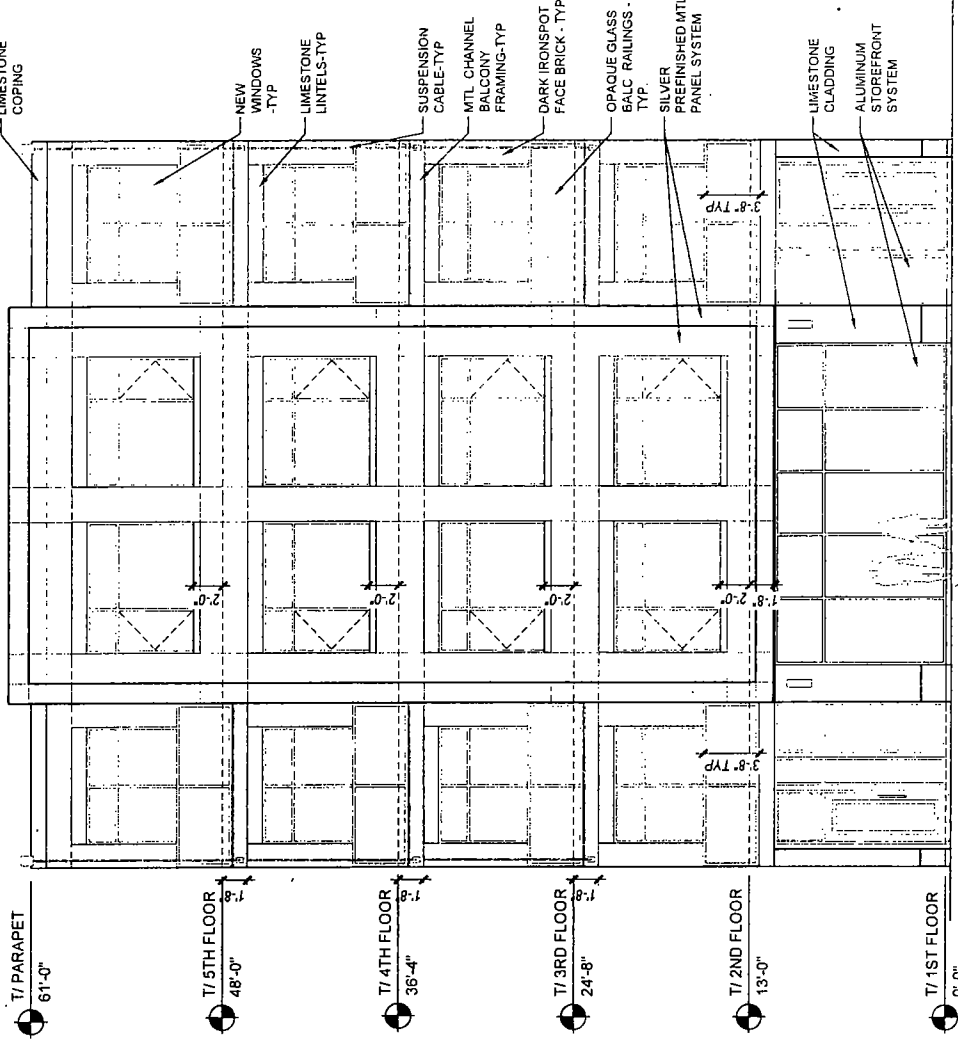 LIMESTONE
COPING
NEW
WINDOWS
-TYP
LIMESTONE
LINTELS-TYP
SUSPENSION
CABLE-TYP
MTL CHANNEL
BALCONY
FRAMING-TYP
DARK IRONSPOT
FACE BRICK - TYP
OPAQUE GLASS
BALC RAILINGS -
TYP.
SILVER
PREFINISHED MTL
PANEL SYSTEM
LIMESTONE
CLADDING
ALUMINUM
STOREFRONT
SYSTEM
T/ PARAPET
61'-0"
T/ 5TH FLOOR
48'-0"
1'-8"
2'-0"
T/ 4TH FLOOR
36'-4"
1'-8"
2'-0"
T/ 3RD FLOOR
24'-8"
1'-8"
2'-0"
T/ 2ND FLOOR
13'-0"
3'-8" TYP
2'-0"
1'-8"
3'-8" TYP
T/ 1ST FLOOR
0'-0"